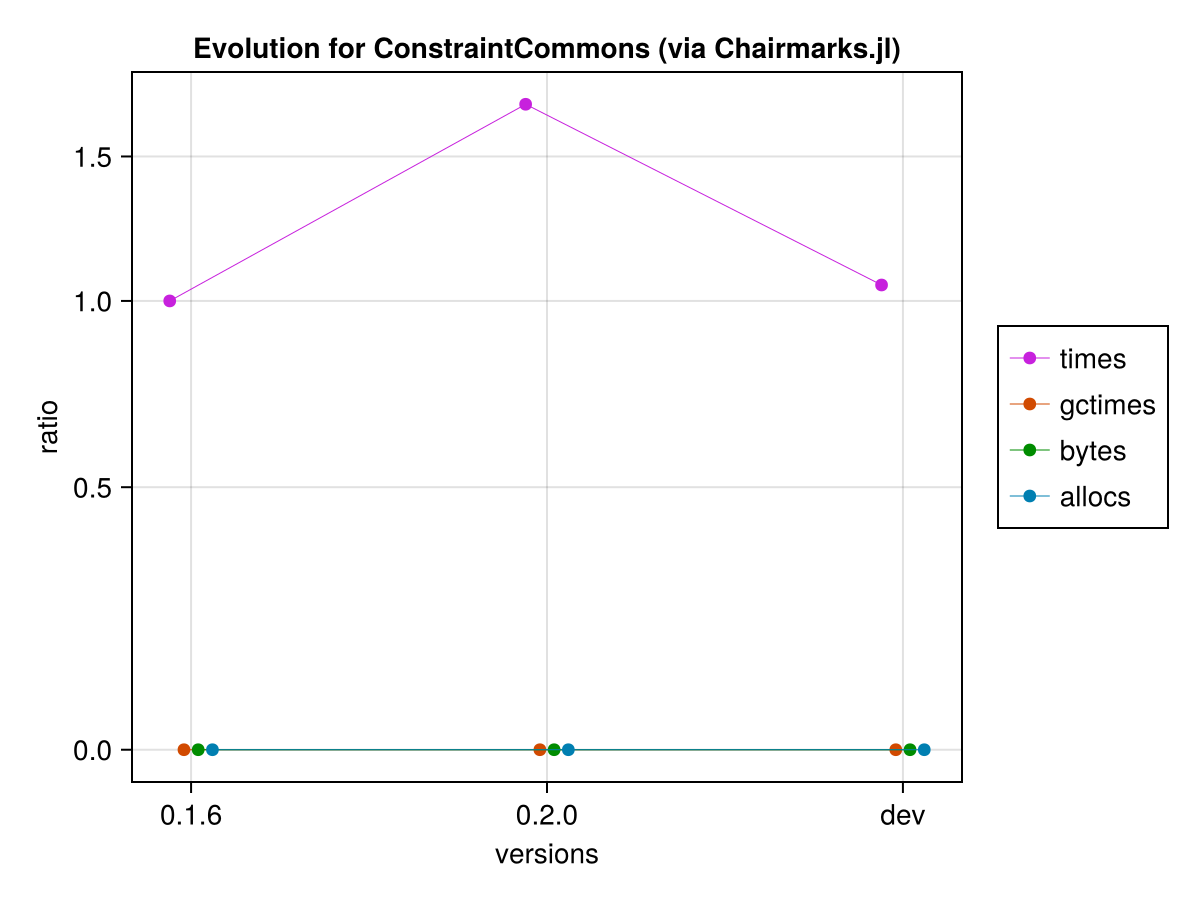 Evolution for ConstraintCommons (via Chairmarks.jl)
1.5
1.0
0.5
0.0
ratio
0.1.6
0.2.0
dev
versions
times
gctimes
bytes
allocs